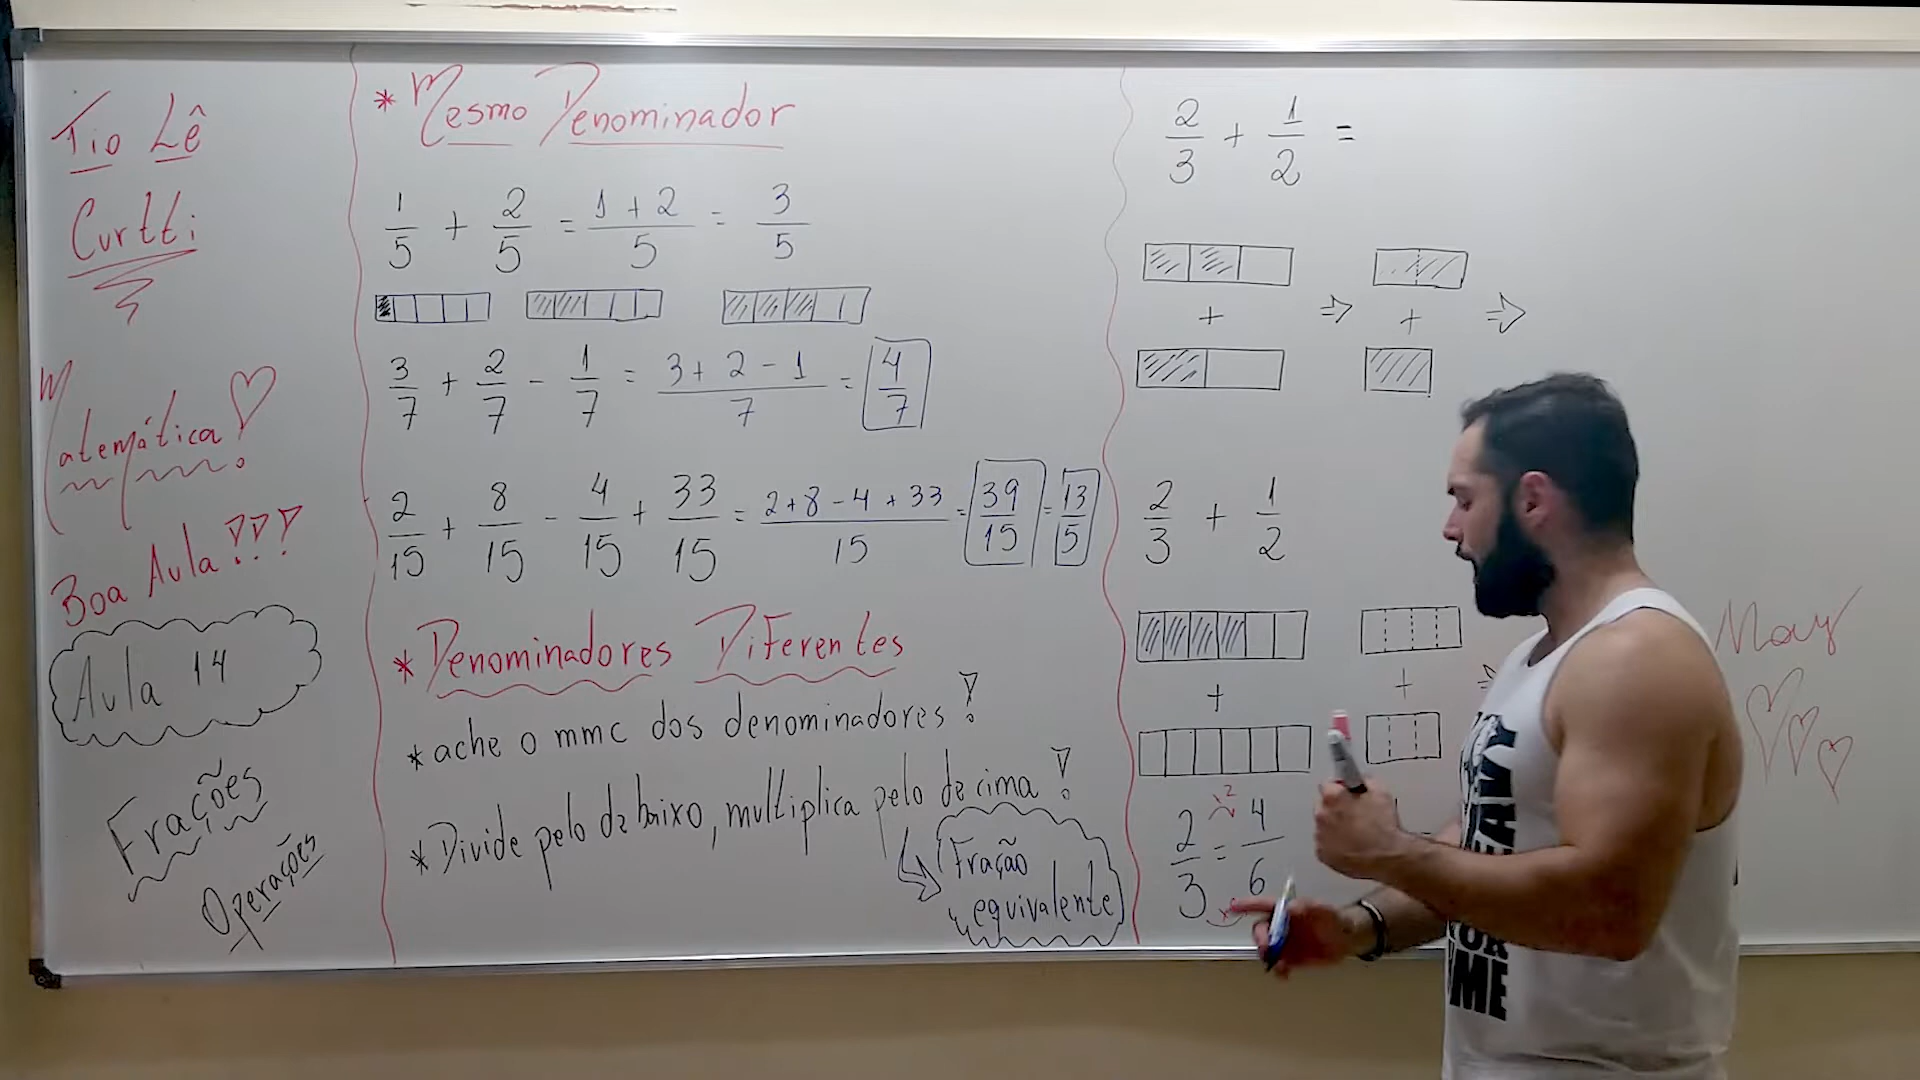 Tio Lê
Curtti
Matemática
Boa Aula!!!
Aula 14
Frações
Operações
* Mesmo Denominador
1/5 + 2/5 = 1+2/5 = 3/5
3/7 + 2/7 - 1/7 = 3+2-1/7 = 4/7
2/15 + 8/15 - 4/15 + 33/15 = 2+8-4+33/15 = 39/15 = 13/5
* Denominadores Diferentes
* ache o mmc dos denominadores!
* Divide pelo de baixo, multiplica pelo de cima!
Fração
equivalente
2/3 + 1/2 =
+ ⇒ + ⇒
2/3 + 1/2
+ +
2/3 = 4/6
x2
May
ME